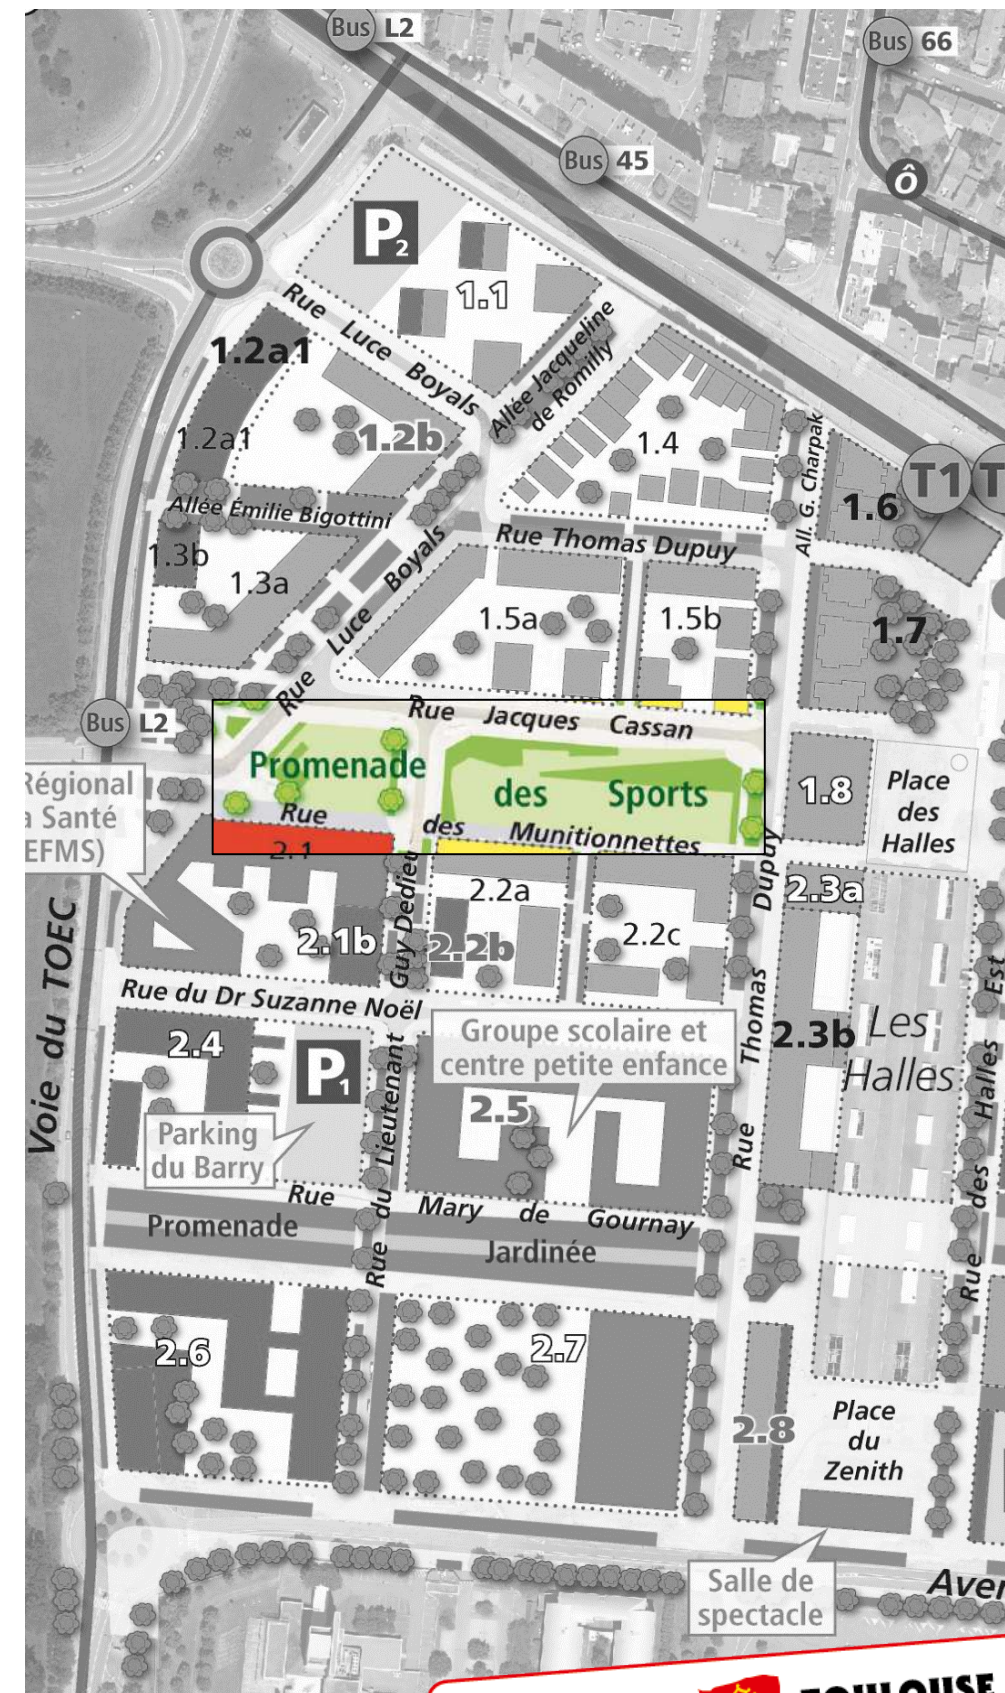 Bus L2
Bus 66
Bus 45
Ô
P2
1.1
Rue Luce Boyals
Allée Jacqueline
de Romilly
1.2a1
1.2a1
1.2b
1.4
All. G. Charpak
T1
T
1.6
Allée Émilie Bigottini
Rue Thomas Dupuy
1.3b
1.3a
Rue Luce Boyals
1.5a
1.5b
1.7
Bus L2
Rue Jacques Cassan
Promenade
des Sports
Rue des Munitionnettes
Régional
a Santé
EFMS)
1.8
Place
des
Halles
2.1
2.2a
2.3a
2.1b
2.2b
2.2c
Voie du TOEC
Rue du Dr Suzanne Noël
Rue du Lieutenant Guy Dedieu
Rue Thomas Dupuy
2.4
P1
Groupe scolaire et
centre petite enfance
2.5
2.3b
Les
Halles
Parking
du Barry
Rue Mary de Gournay
Promenade
Jardinée
Rue des Halles Est
2.6
2.7
2.8
Place
du
Zenith
Salle de
spectacle
Aven
TOULOUSE